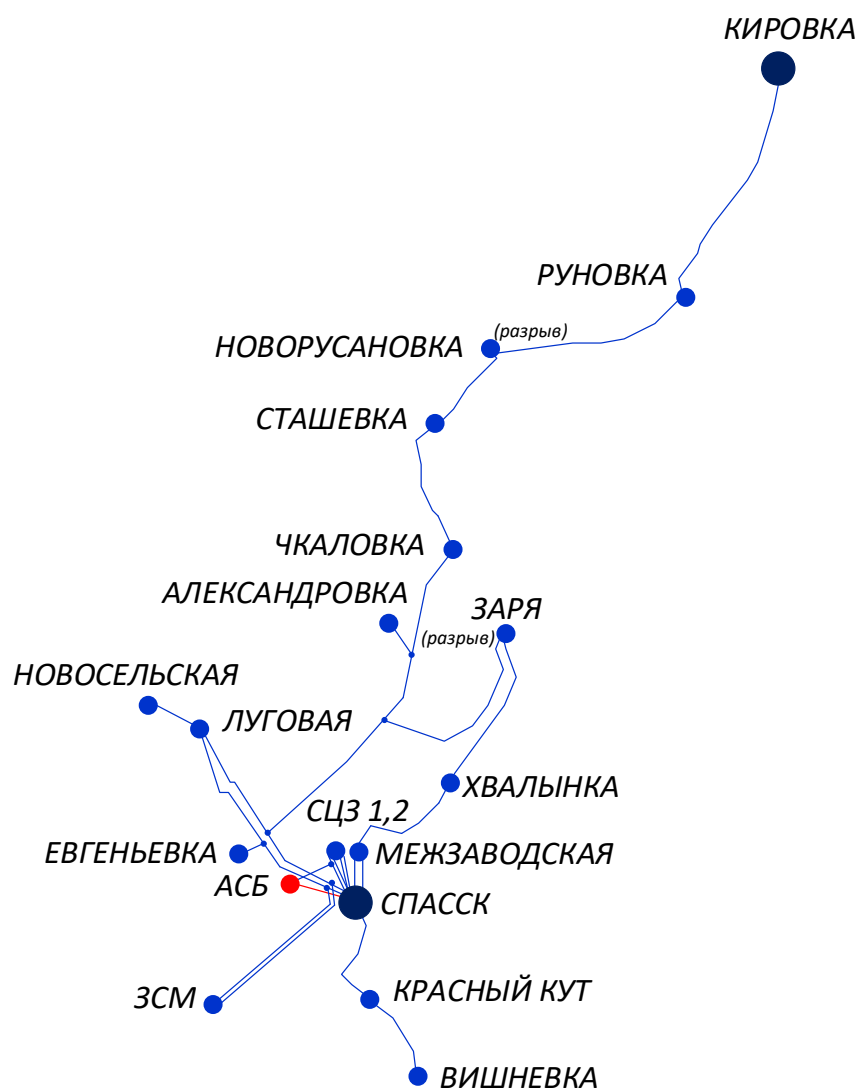 КИРОВКА
РУНОВКА
(разрыв)
НОВОРУСАНОВКА
СТАШЕВКА
ЧКАЛОВКА
АЛЕКСАНДРОВКА
ЗАРЯ
(разрыв)
НОВОСЕЛЬСКАЯ
ЛУГОВАЯ
ХВАЛЫНКА
СЦЗ 1,2
ЕВГЕНЬЕВКА
МЕЖЗАВОДСКАЯ
АСБ
СПАССК
ЗСМ
КРАСНЫЙ КУТ
ВИШНЕВКА